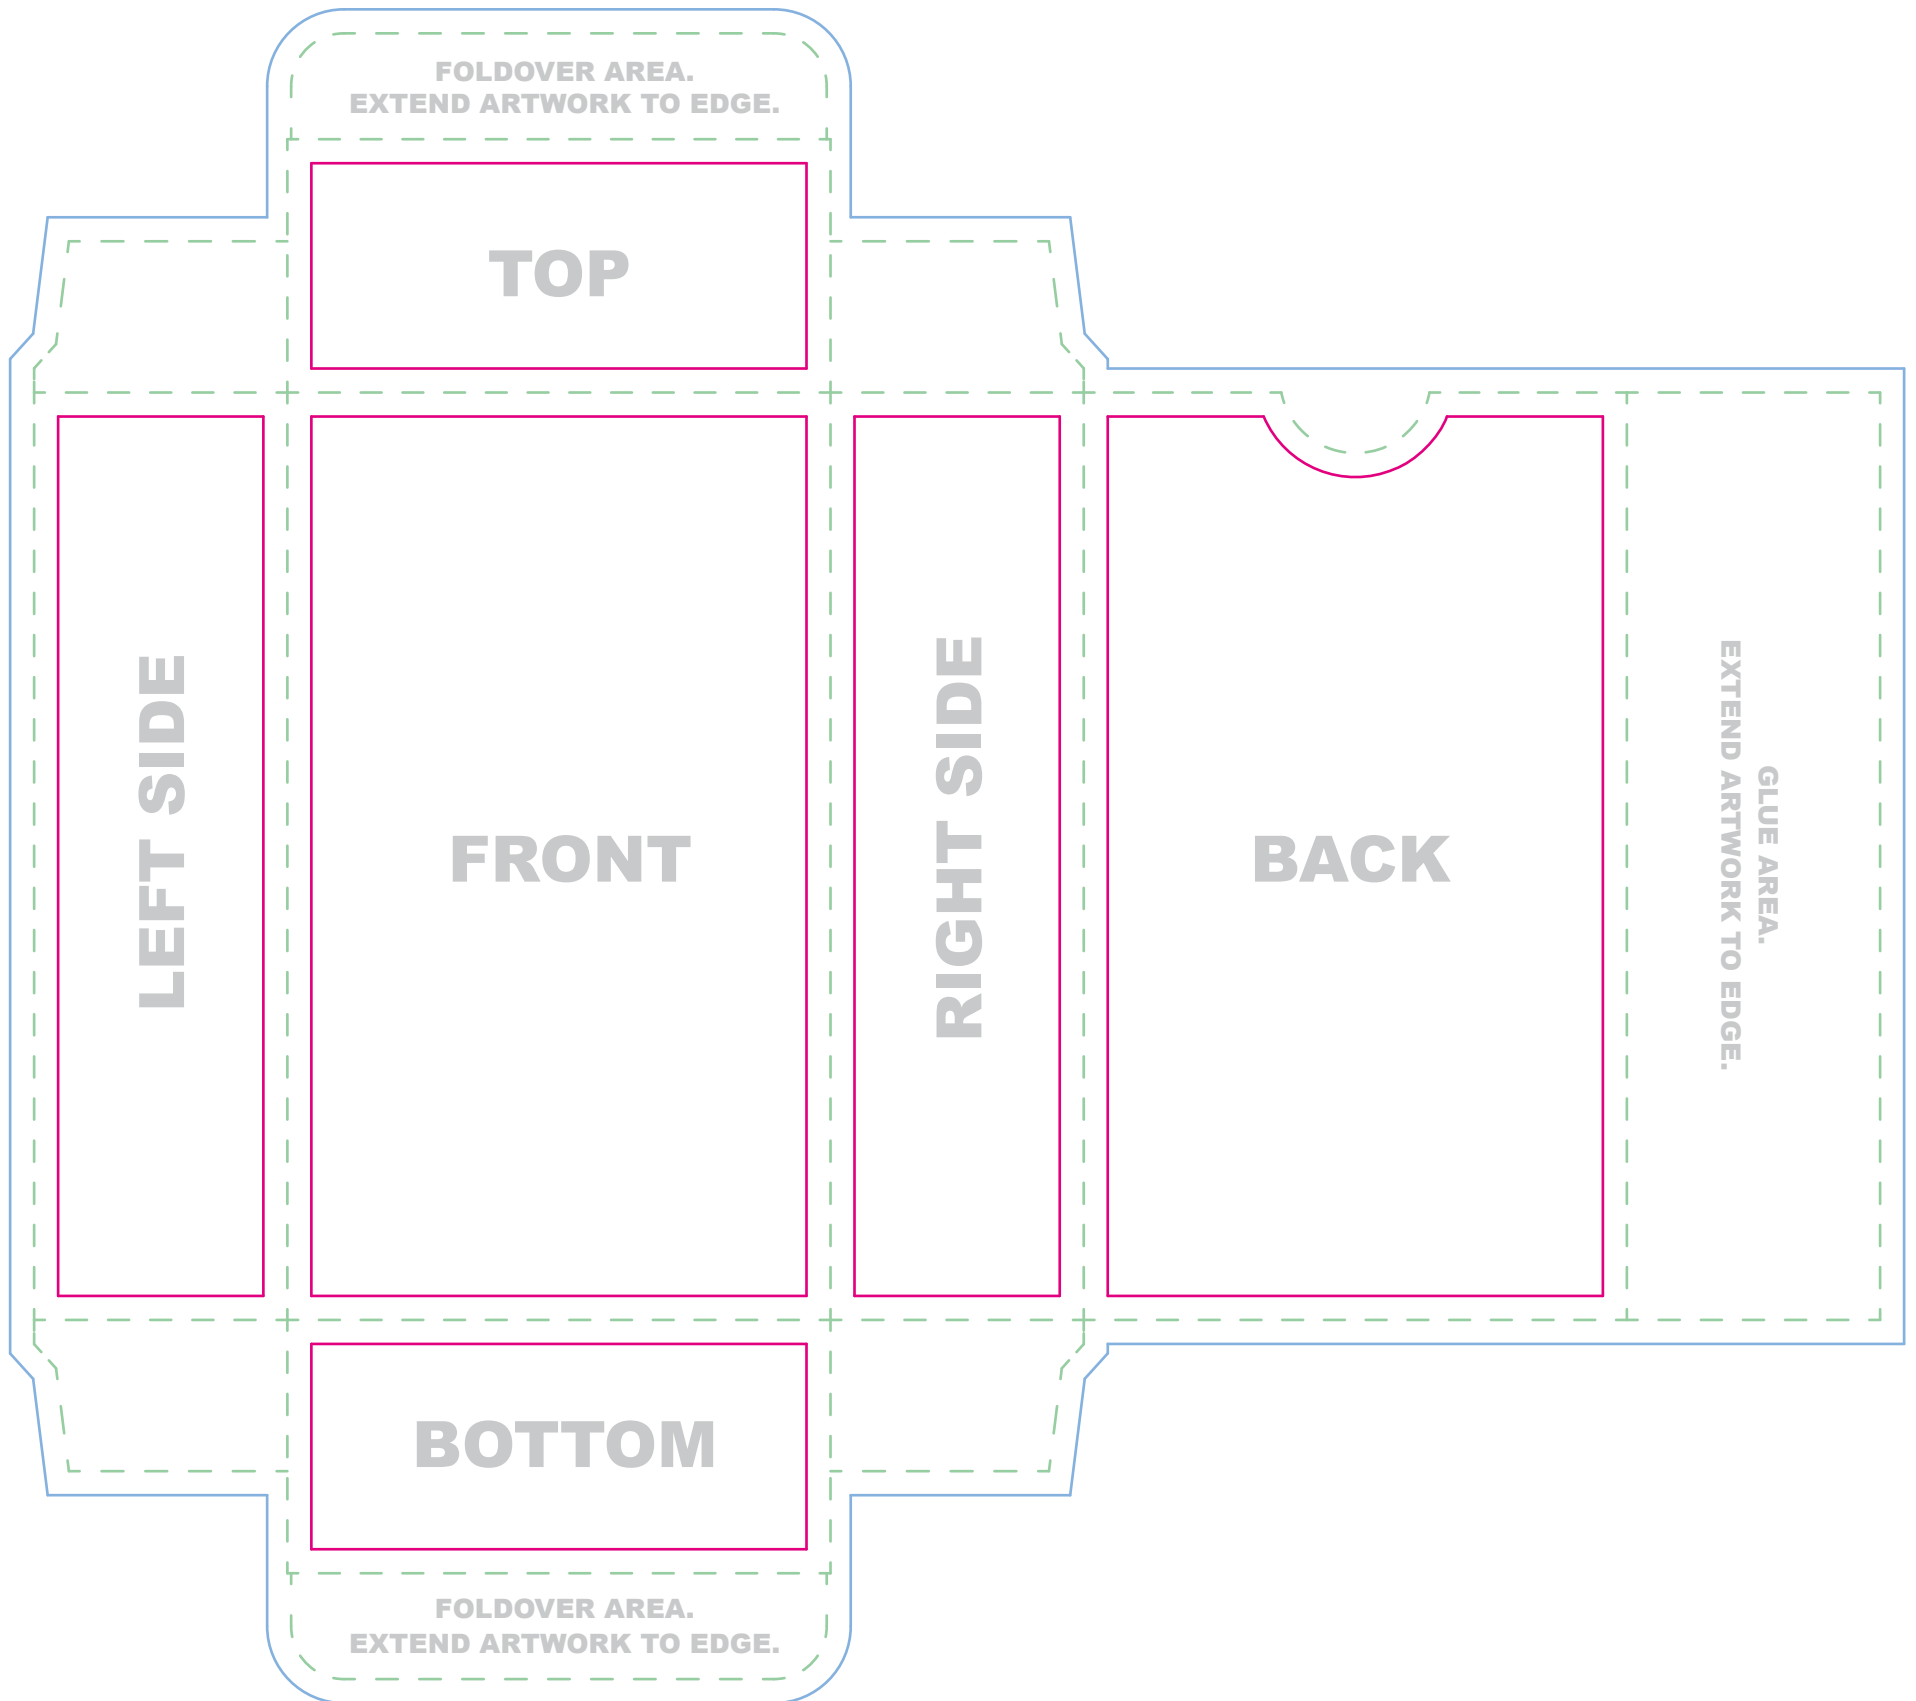 FOLDOVER AREA.
EXTEND ARTWORK TO EDGE.
TOP
LEFT SIDE
FRONT
RIGHT SIDE
BACK
GLUE AREA.
EXTEND ARTWORK TO EDGE.
BOTTOM
FOLDOVER AREA.
EXTEND ARTWORK TO EDGE.